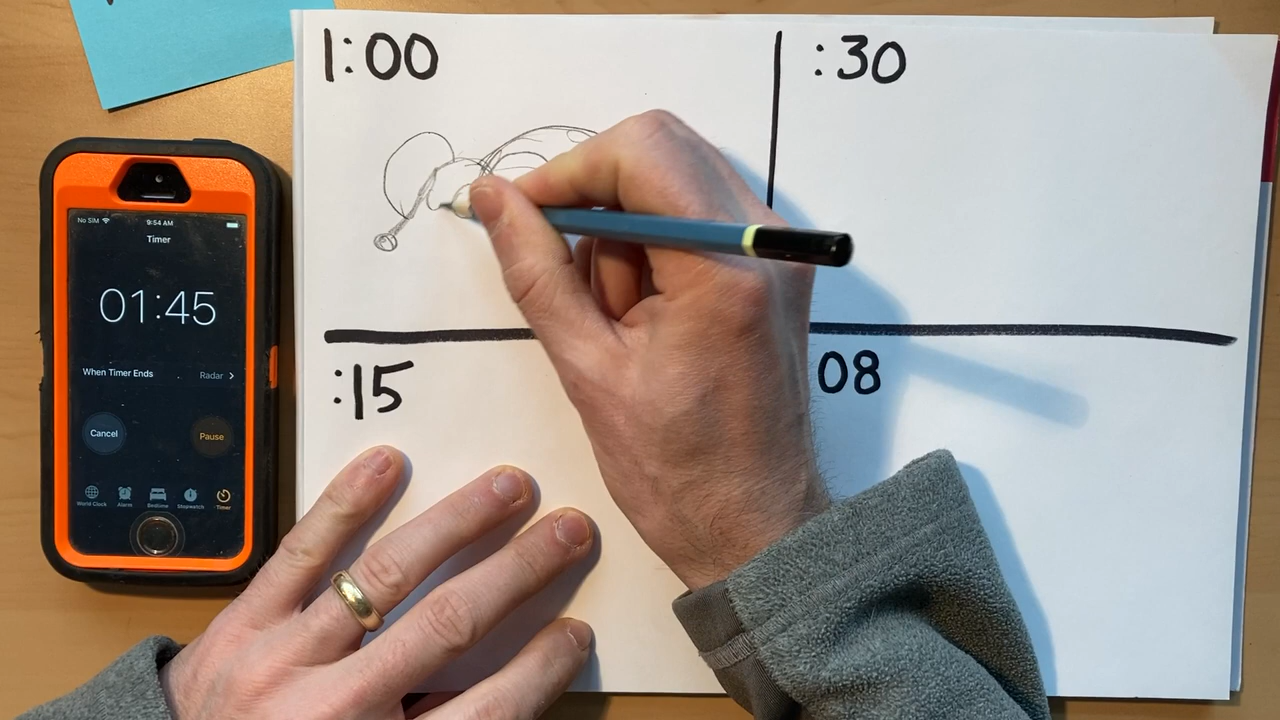 1:00
:30
No SIM
9:54 AM
Timer
01:45
When Timer Ends
Radar >
Cancel
Pause
World Clock
Alarm
Bedtime
Stopwatch
Timer
:15
08